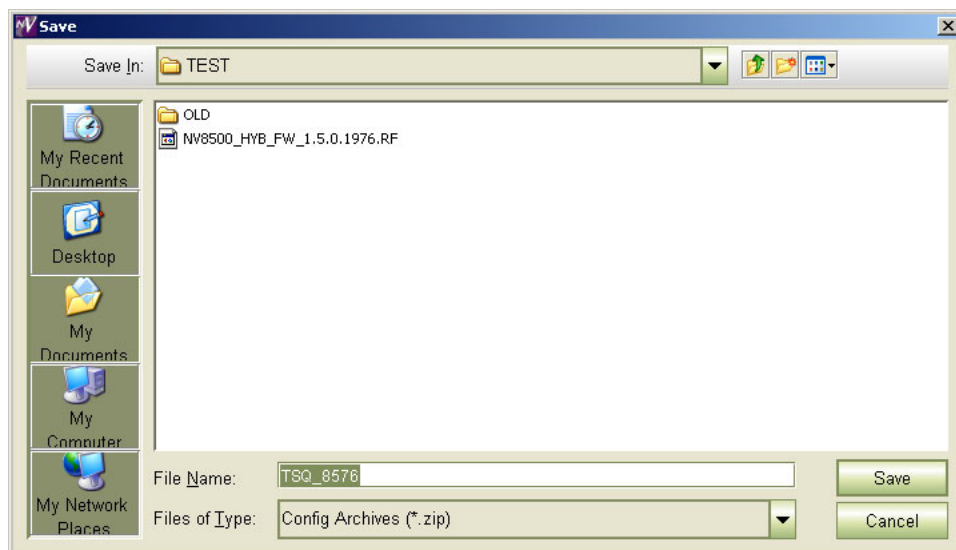 NV Save
Save In:
TEST
OLD
NV8500_HYB_FW_1.5.0.1976.RF
My Recent
Documents
Desktop
My
Documents
My
Computer
My Network
Places
File Name:
TSQ_8576
Save
Files of Type:
Config Archives (*.zip)
Cancel